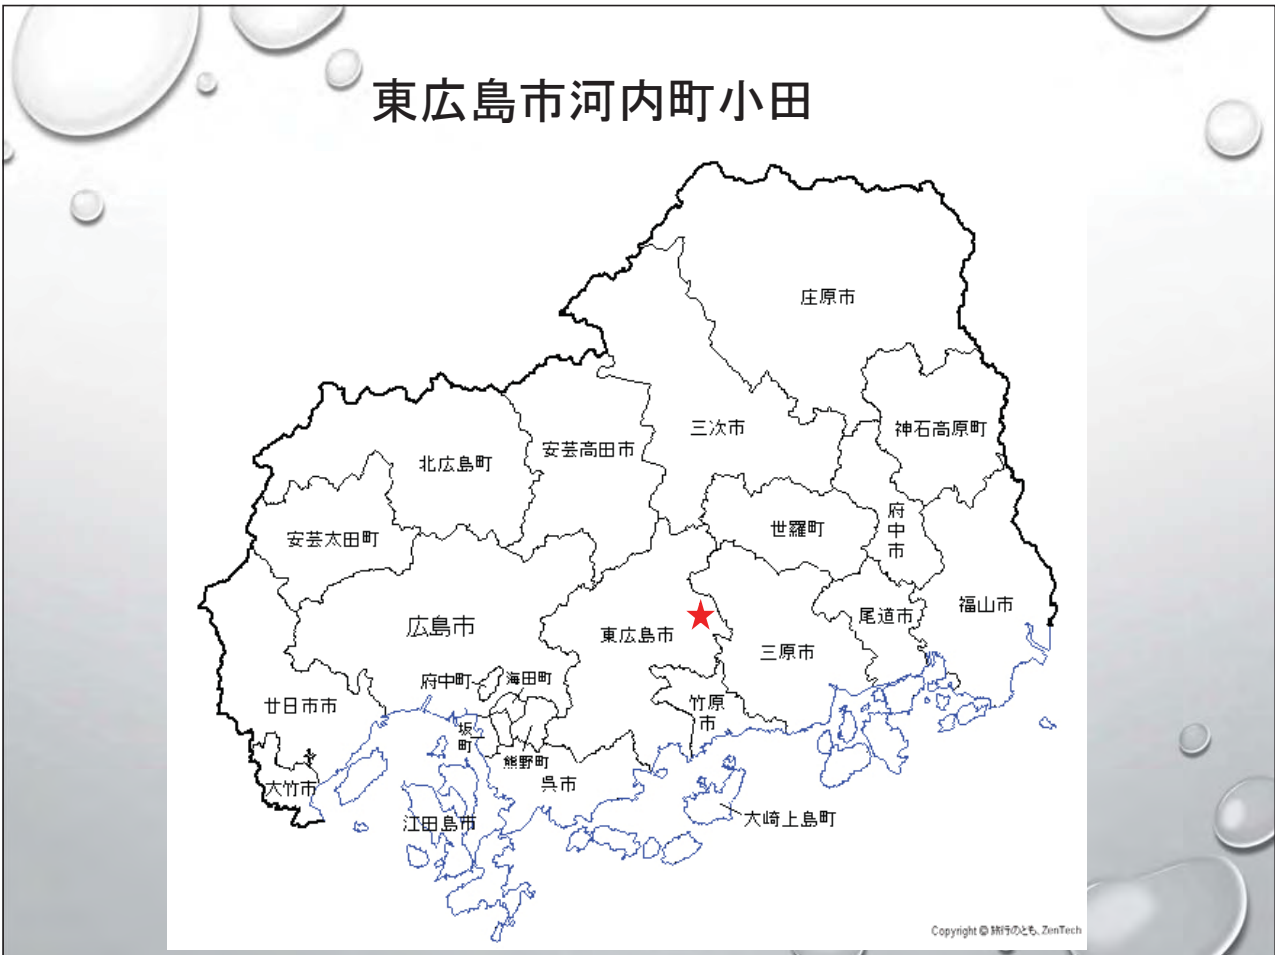 東広島市河内町小田
庄原市
三次市
神石高原町
安芸高田市
北広島町
世羅町
府中市
安芸太田町
福山市
尾道市
広島市
東広島市
三原市
府中町
海田町
廿日市市
竹原市
坂町
熊野町
呉市
大竹市
江田島市
大崎上島町
Copyright © 旅行のとも、ZenTech